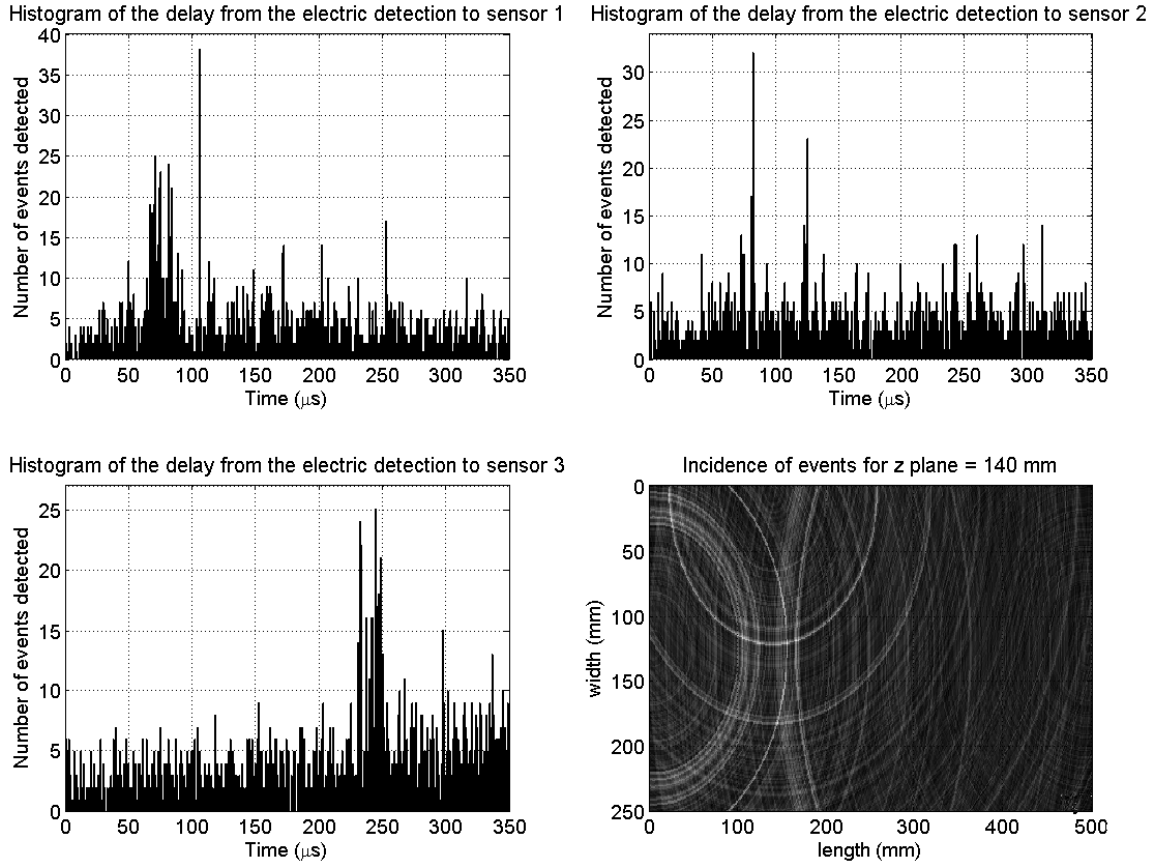 Histogram of the delay from the electric detection to sensor 1
Number of events detected
40
35
30
25
20
15
10
5
0
0 50 100 150 200 250 300 350
Time (μs)
Histogram of the delay from the electric detection to sensor 2
Number of events detected
30
25
20
15
10
5
0
0 50 100 150 200 250 300 350
Time (μs)
Histogram of the delay from the electric detection to sensor 3
Number of events detected
25
20
15
10
5
0
0 50 100 150 200 250 300 350
Time (μs)
Incidence of events for z plane = 140 mm
width (mm)
0
50
100
150
200
250
0 100 200 300 400 500
length (mm)